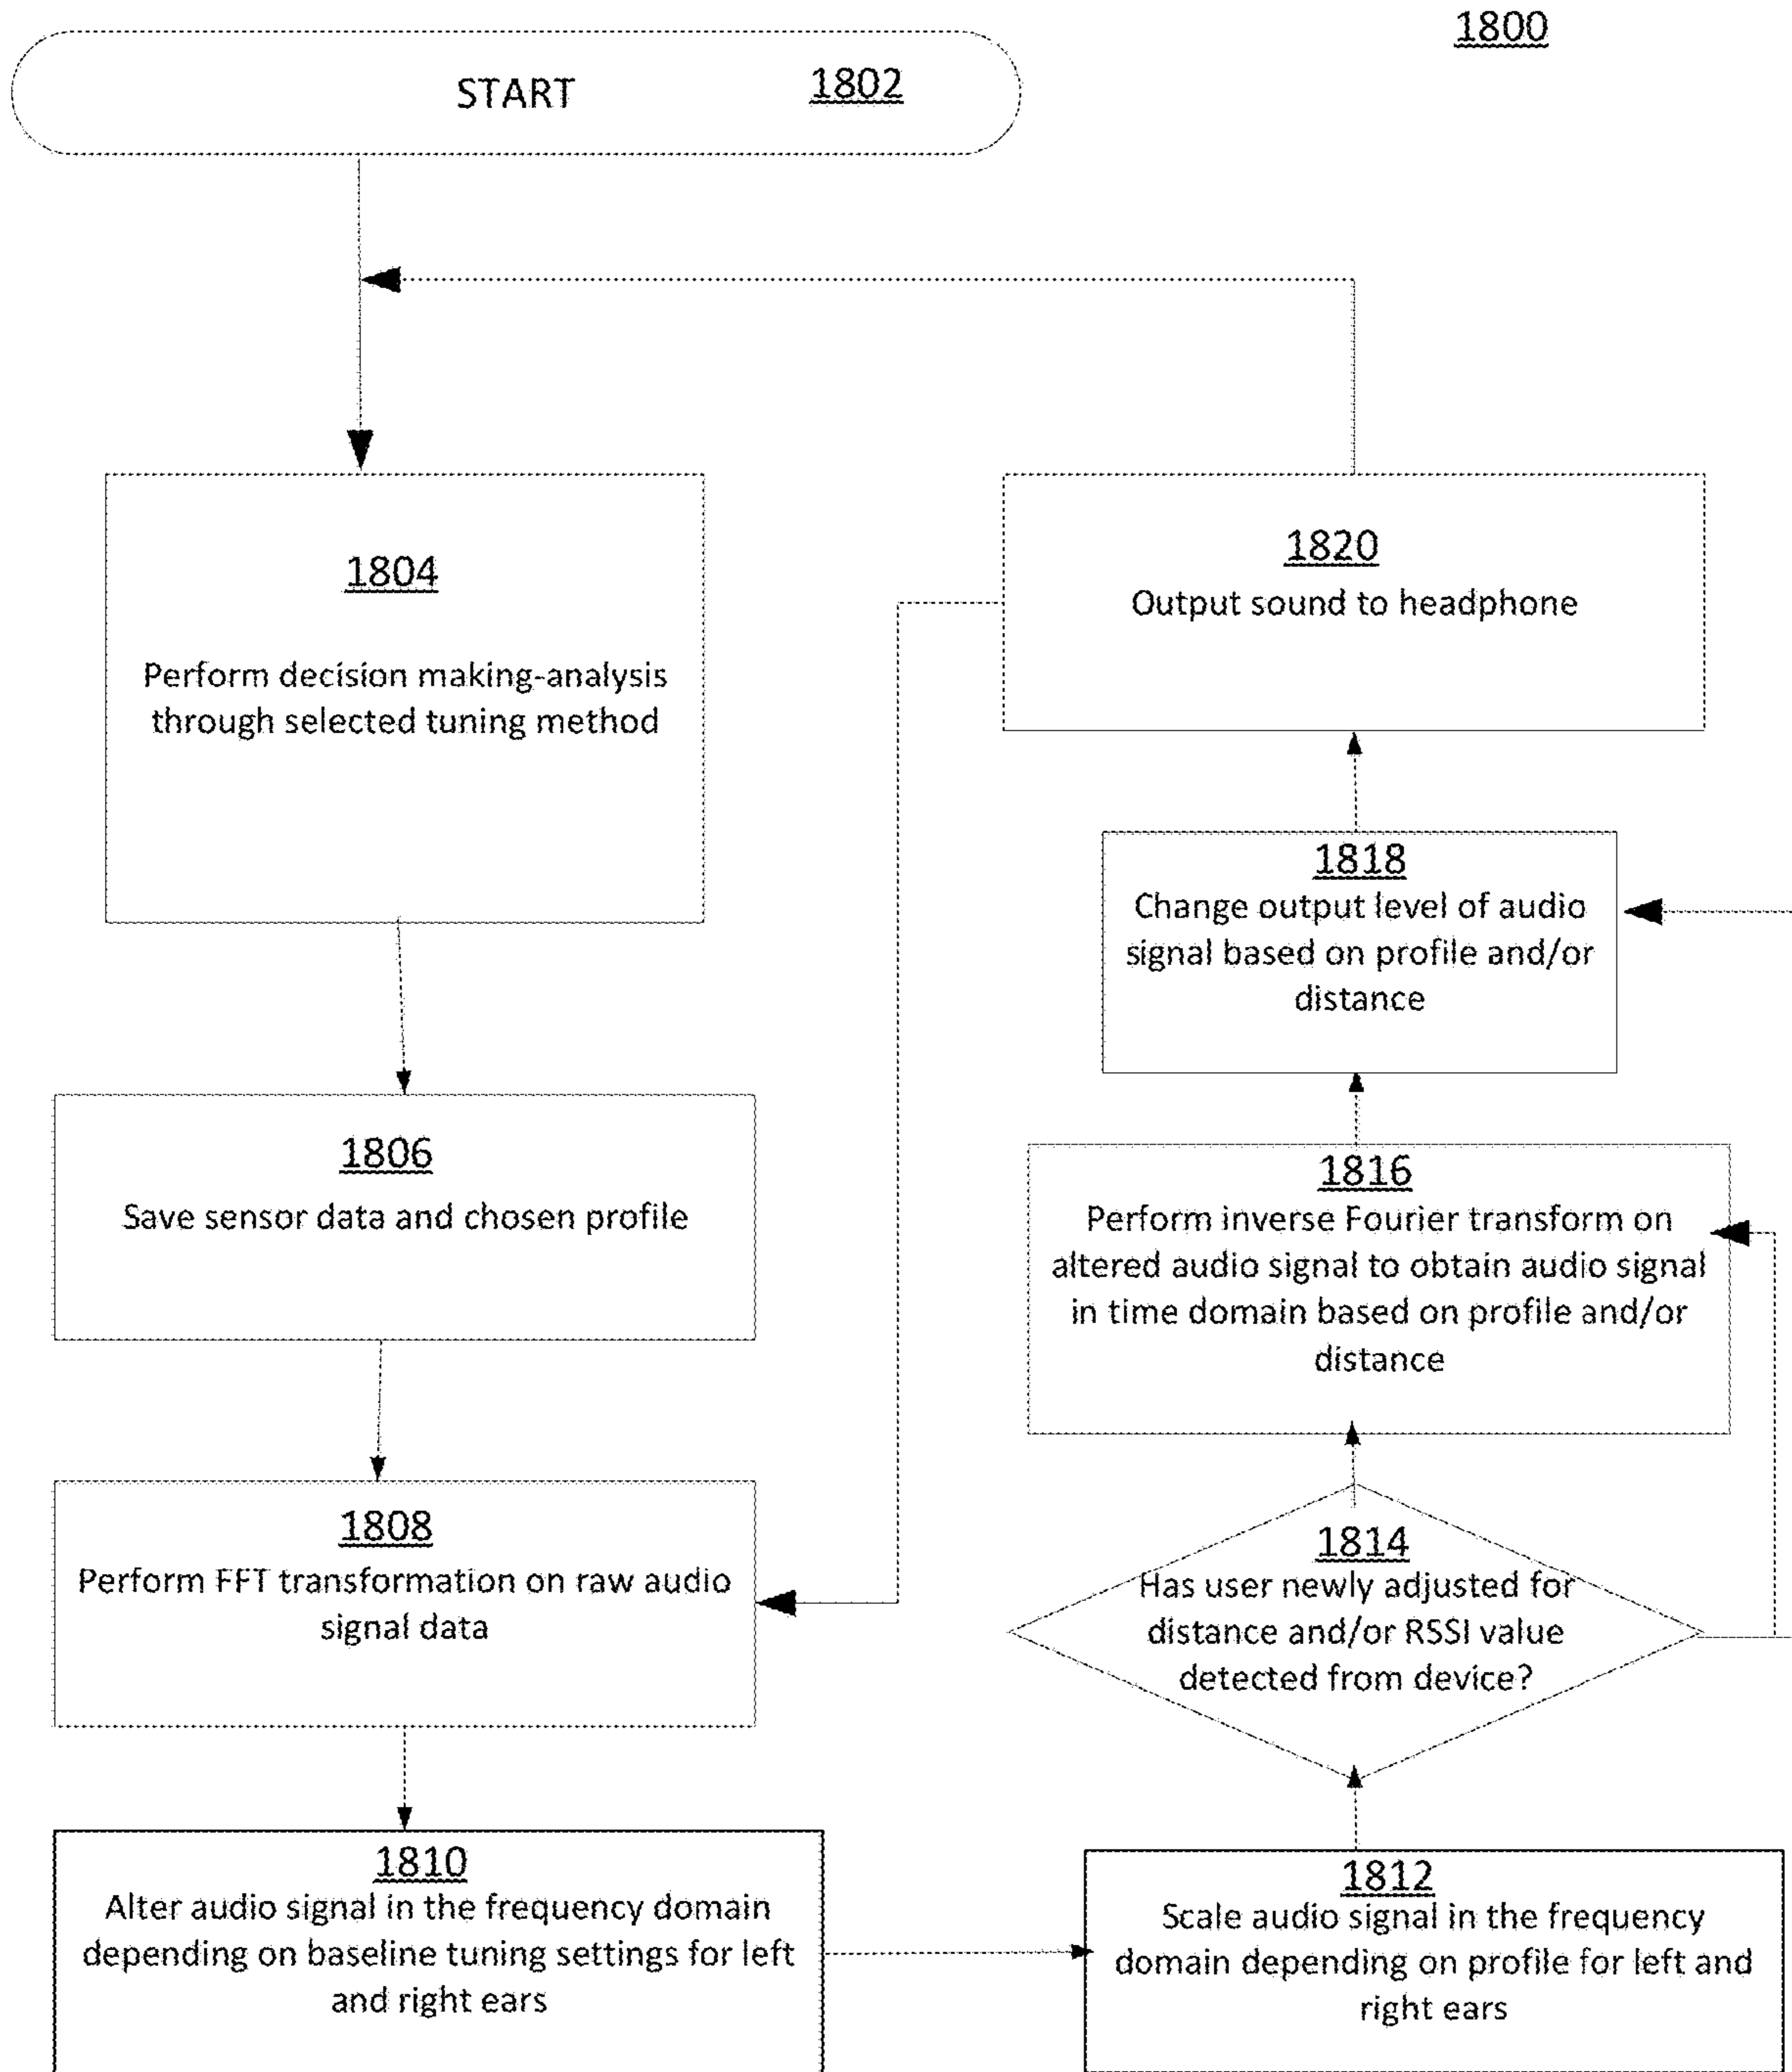 1800
START 1802
1804
Perform decision making-analysis
through selected tuning method
1806
Save sensor data and chosen profile
1808
Perform FFT transformation on raw audio
signal data
1810
Alter audio signal in the frequency domain
depending on baseline tuning settings for left
and right ears
1812
Scale audio signal in the frequency
domain depending on profile for left and
right ears
1814
Has user newly adjusted for
distance and/or RSSI value
detected from device?
1816
Perform inverse Fourier transform on
altered audio signal to obtain audio signal
in time domain based on profile and/or
distance
1818
Change output level of audio
signal based on profile and/or
distance
1820
Output sound to headphone